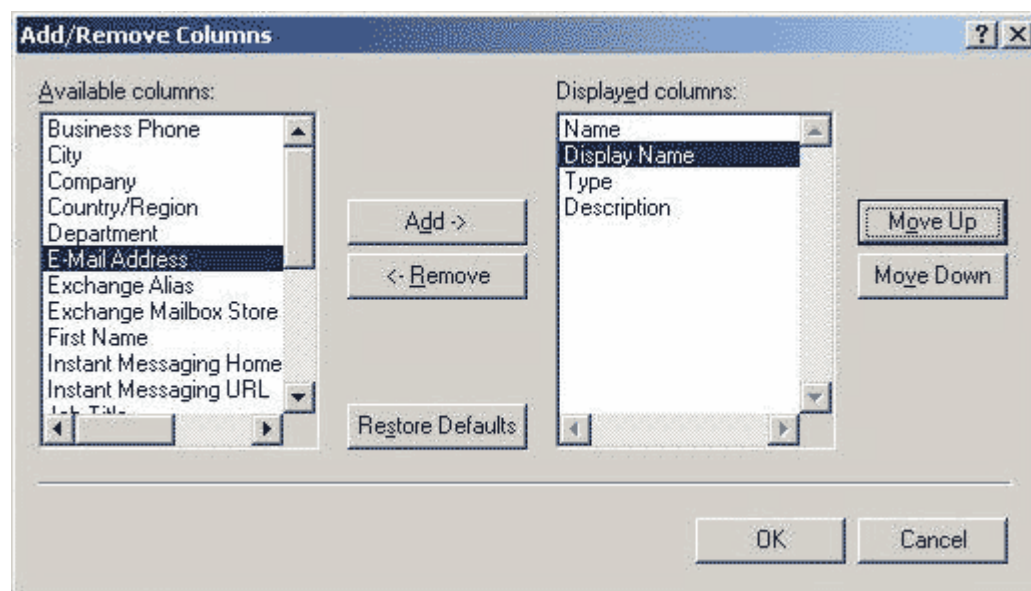 Add/Remove Columns
Available columns:
Business Phone
City
Company
Country/Region
Department
E-Mail Address
Exchange Alias
Exchange Mailbox Store
First Name
Instant Messaging Home
Instant Messaging URL
Job Title
Add ->
<- Remove
Restore Defaults
Displayed columns:
Name
Display Name
Type
Description
Move Up
Move Down
OK
Cancel